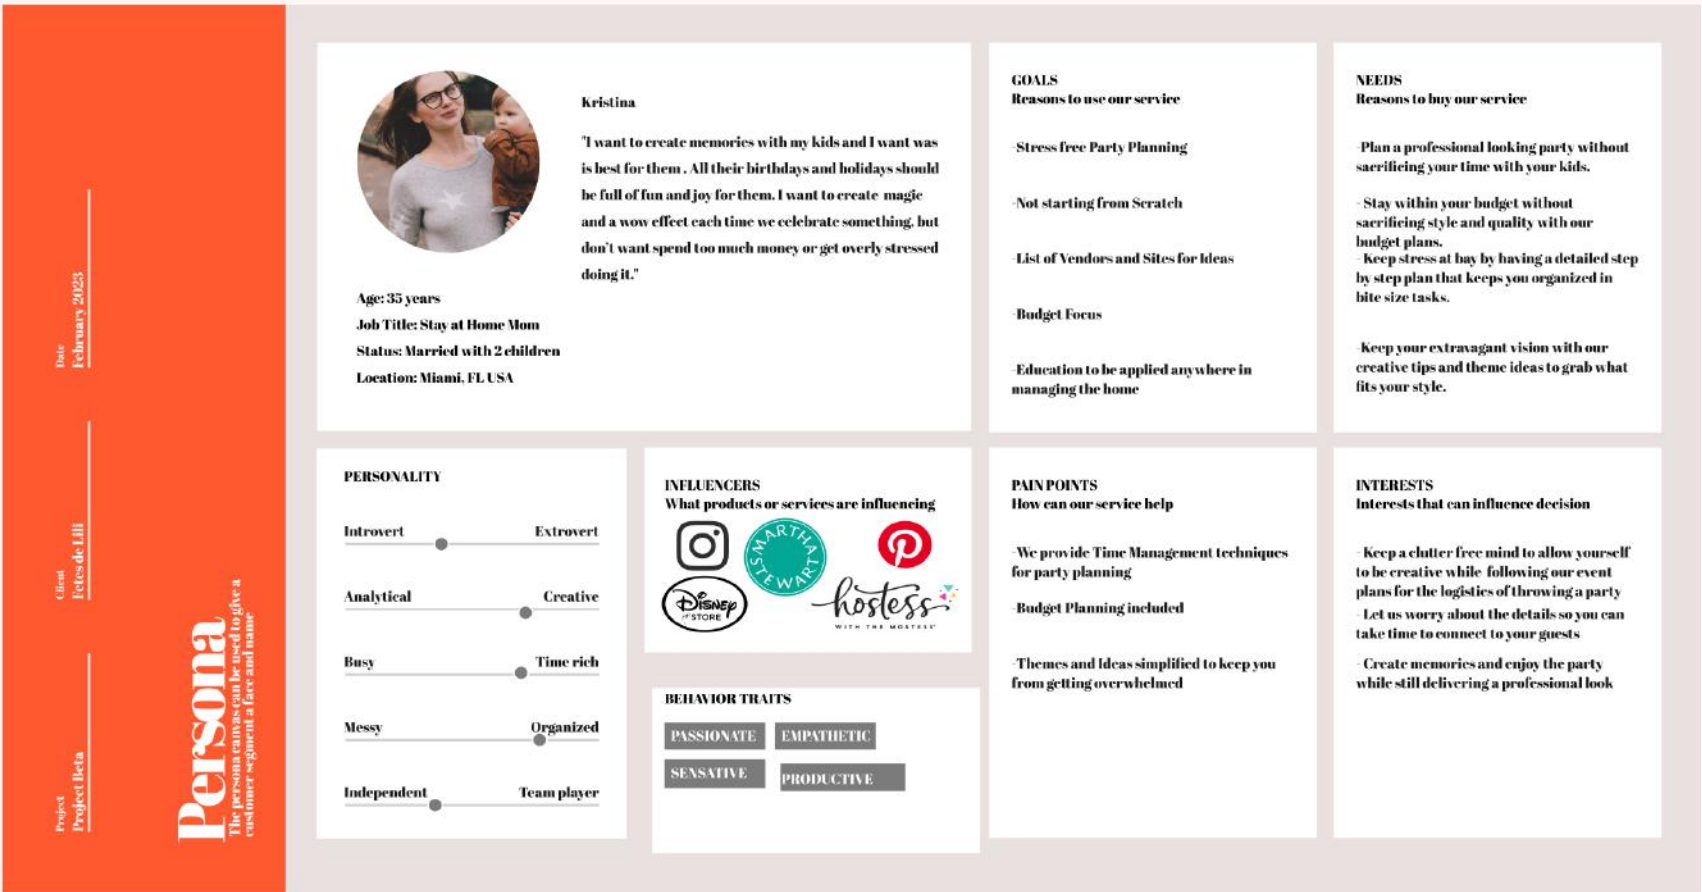 Date
February 2023
Client
Fetes de Lili
Project
Project Beta
Persona
The persona canvas can be used to give a
customer segment a face and name
Kristina
"I want to create memories with my kids and I want was
is best for them . All their birthdays and holidays should
be full of fun and joy for them. I want to create magic
and a wow effect each time we celebrate something, but
don't want spend too much money or get overly stressed
doing it."
Age: 35 years
Job Title: Stay at Home Mom
Status: Married with 2 children
Location: Miami, FL USA
GOALS
Reasons to use our service
-Stress free Party Planning
-Not starting from Scratch
-List of Vendors and Sites for Ideas
-Budget Focus
-Education to be applied anywhere in
managing the home
NEEDS
Reasons to buy our service
-Plan a professional looking party without
sacrificing your time with your kids.
- Stay within your budget without
sacrificing style and quality with our
budget plans.
- Keep stress at bay by having a detailed step
by step plan that keeps you organized in
bite size tasks.
-Keep your extravagant vision with our
creative tips and theme ideas to grab what
fits your style.
PERSONALITY
Introvert Extrovert
Analytical Creative
Busy Time rich
Messy Organized
Independent Team player
INFLUENCERS
What products or services are influencing
MARTHA
STEWART
DISNEY
STORE
hostess
WITH THE MOSTESS
BEHAVIOR TRAITS
PASSIONATE EMPATHETIC
SENSATIVE PRODUCTIVE
PAIN POINTS
How can our service help
-We provide Time Management techniques
for party planning
-Budget Planning included
-Themes and Ideas simplified to keep you
from getting overwhelmed
INTERESTS
Interests that can influence decision
- Keep a clutter free mind to allow yourself
to be creative while following our event
plans for the logistics of throwing a party
- Let us worry about the details so you can
take time to connect to your guests
- Create memories and enjoy the party
while still delivering a professional look